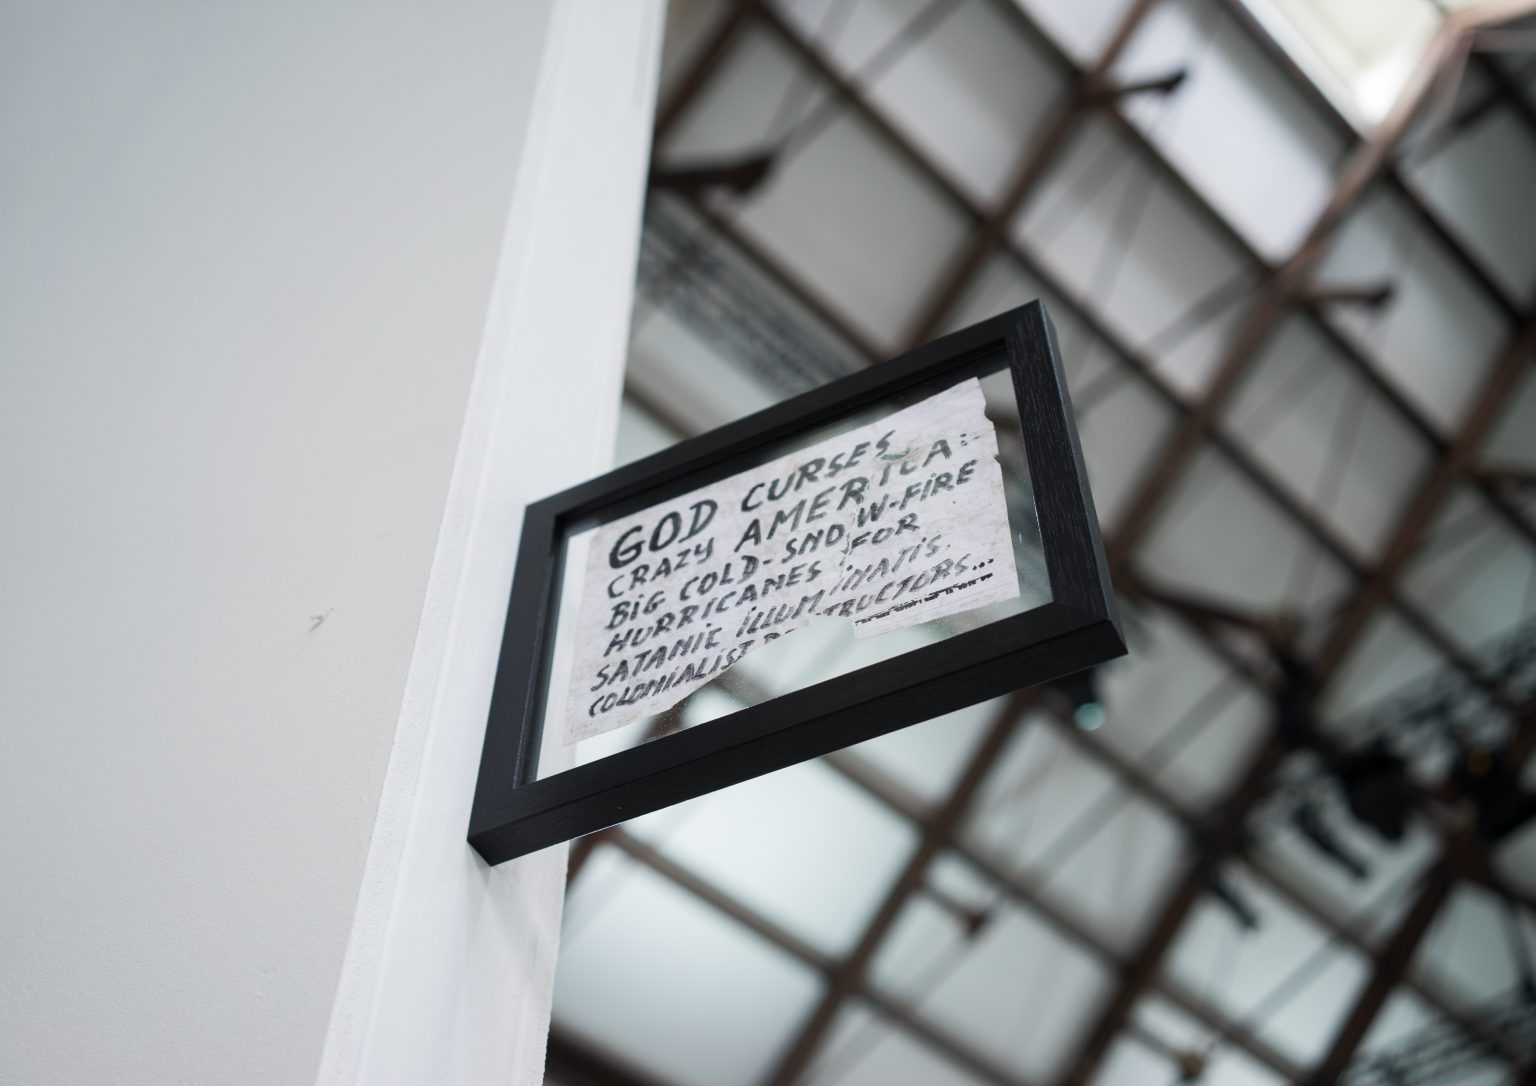 GOD CURSES
CRAZY AMERICA:
BiG COLD-SNOW-FiRE
HURRICANES FOR
SATANiC iLLUMiNATiS.
COLONiALiST